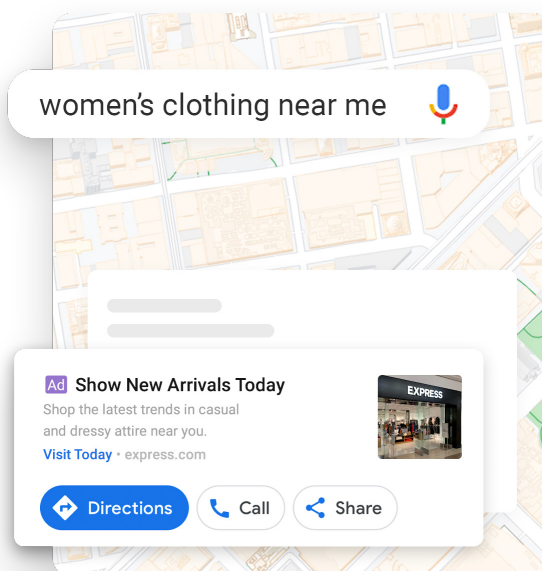 women's clothing near me
Ad Show New Arrivals Today
Shop the latest trends in casual
and dressy attire near you.
Visit Today • express.com
EXPRESS
Directions
Call
Share